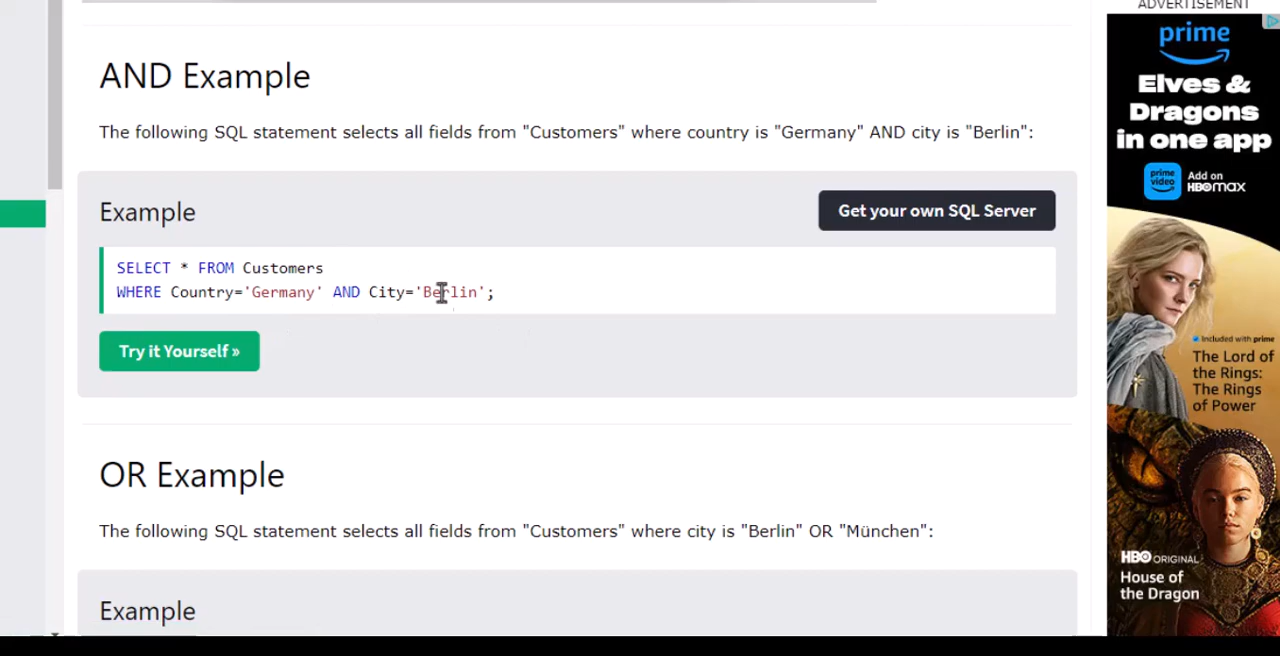 ADVERTISEMENT
AND Example
The following SQL statement selects all fields from "Customers" where country is "Germany" AND city is "Berlin":
Example
Get your own SQL Server
SELECT * FROM Customers
WHERE Country='Germany' AND City='Berlin';
Try it Yourself »
OR Example
The following SQL statement selects all fields from "Customers" where city is "Berlin" OR "München":
Example
prime
Elves &
Dragons
in one app
prime
video
Add on
HBOmax
Included with prime
The Lord of
the Rings:
The Rings
of Power
HBO ORIGINAL
House of
the Dragon